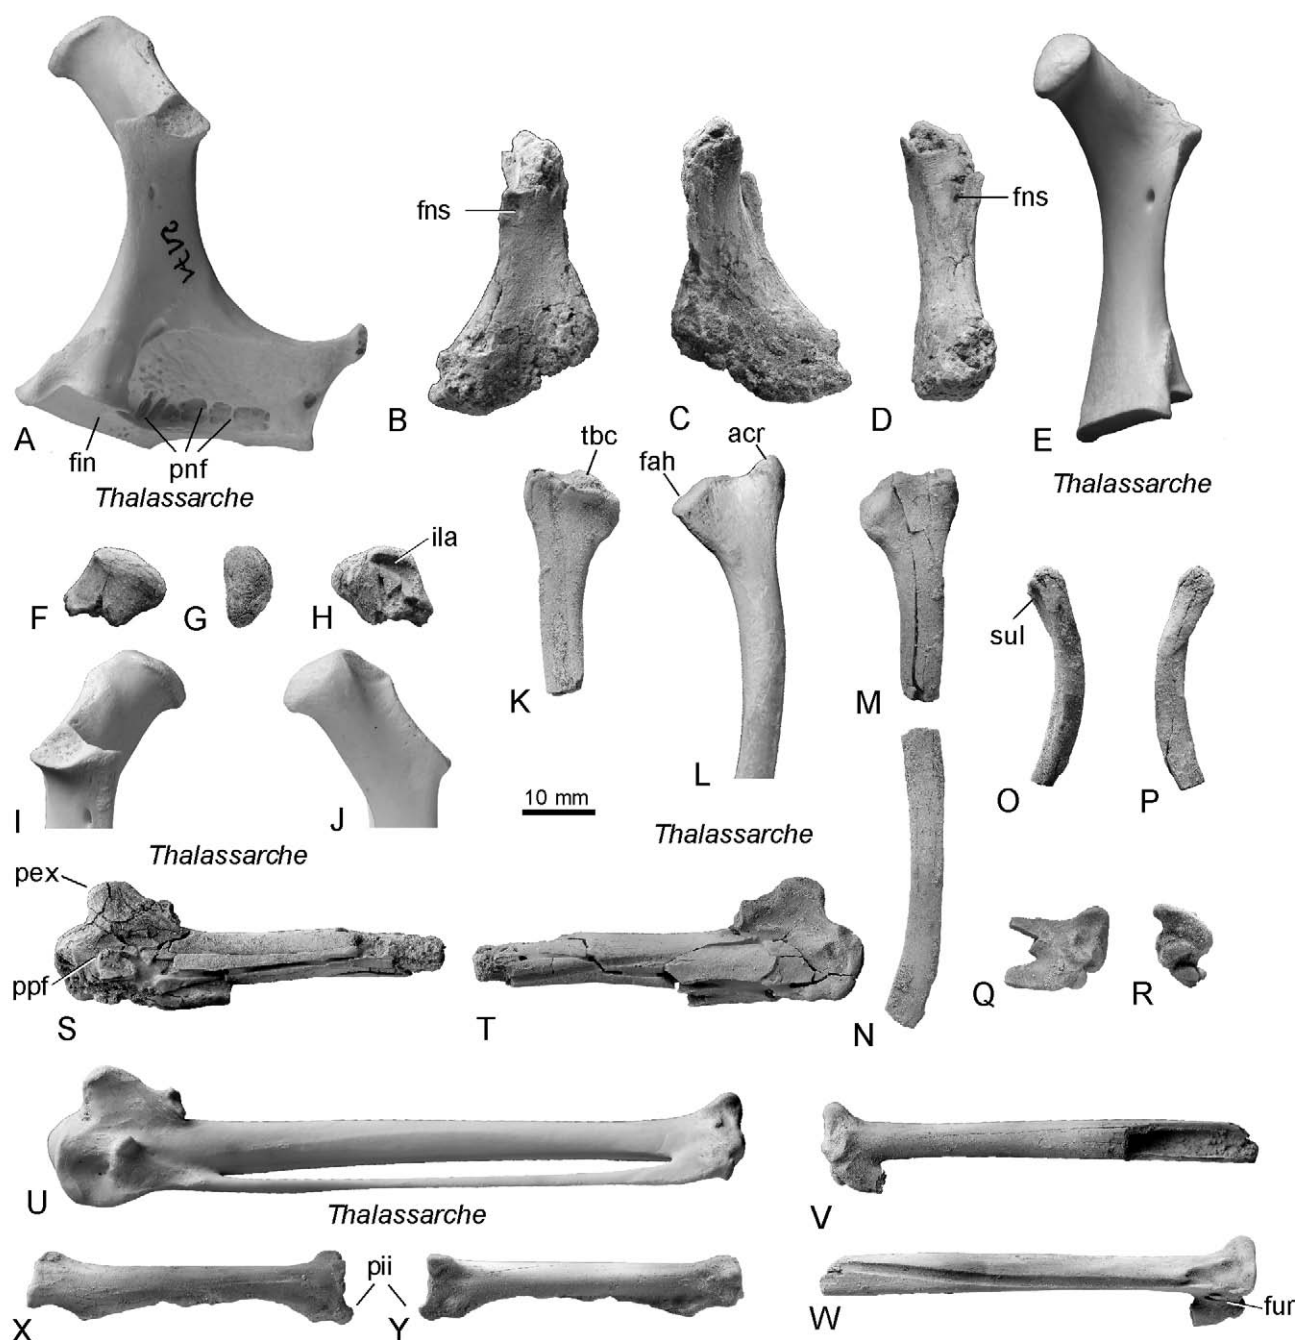 fns
fns
A
fin
pnf
B
C
D
E
Thalassarche
tbc
fah
acr
Thalassarche
F
G
H
ila
K
L
M
sul
O
P
I
J
10 mm
Thalassarche
Thalassarche
pex
ppf
S
T
N
Q
R
U
Thalassarche
V
X
pii
Y
W
fur